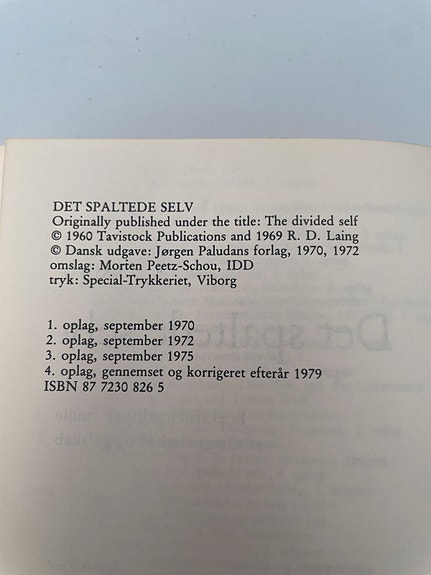 DET SPALTEDE SELV
Originally published under the title: The divided self
© 1960 Tavistock Publications and 1969 R. D. Laing
© Dansk udgave: Jørgen Paludans forlag, 1970, 1972
omslag: Morten Peetz-Schou, IDD
tryk: Special-Trykkeriet, Viborg
1. oplag, september 1970
2. oplag, september 1972
3. oplag, september 1975
4. oplag, gennemset og korrigeret efterår 1979
ISBN 87 7230 826 5